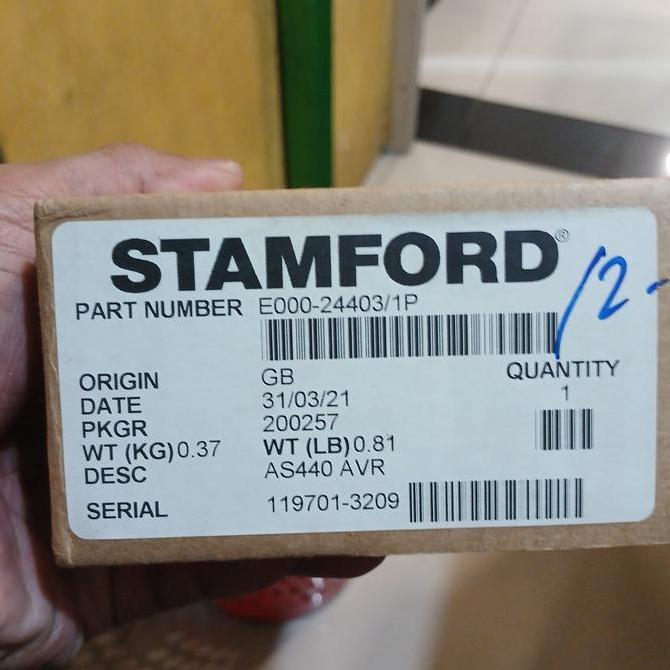 STAMFORD®
PART NUMBER E000-24403/1P
/2-
ORIGIN GB
QUANTITY
DATE 31/03/21
1
PKGR 200257
WT (KG) 0.37 WT (LB) 0.81
DESC AS440 AVR
SERIAL 119701-3209